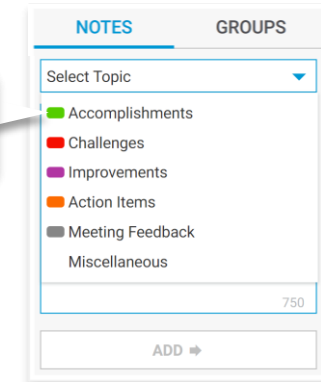 NOTES GROUPS
Select Topic
Accomplishments
Challenges
Improvements
Action Items
Meeting Feedback
Miscellaneous
750
ADD